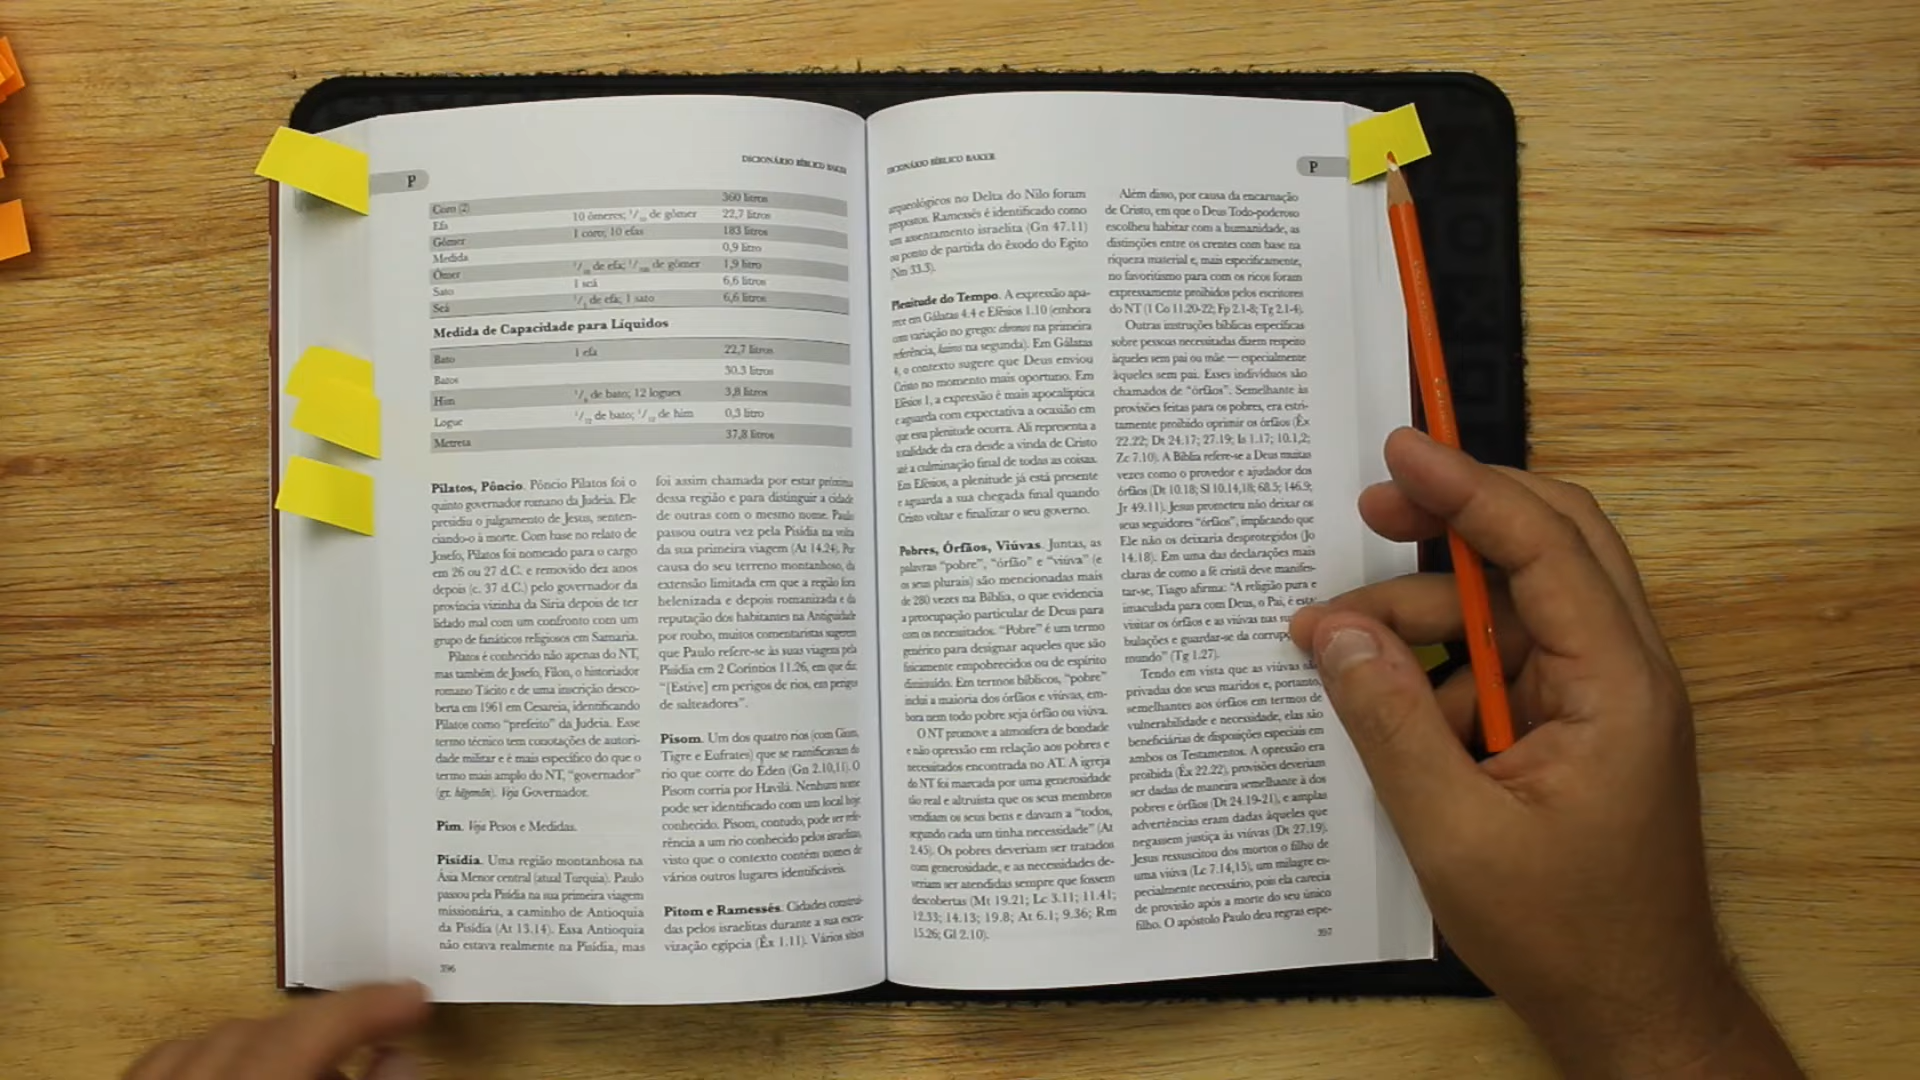 P
DICIONÁRIO BÍBLICO BAKER
Coro (2) 360 litros
Efa 10 ômeres; 1/10 de gômer 22,7 litros
Gômer 1 coro; 10 efas 183 litros
Medida 0,9 litro
Ômer 1/10 de efa; 1/100 de gômer 1,9 litro
Sato 1 seá 6,6 litros
Seá 1/3 de efa; 1 sato 6,6 litros
Medida de Capacidade para Líquidos
Bato 1 efa 22,7 litros
Batos 30.3 litros
Him 1/6 de bato; 12 logues 3,8 litros
Logue 1/72 de bato; 1/12 de him 0,3 litro
Metreta 37,8 litros
Pilatos, Pôncio. Pôncio Pilatos foi o
quinto governador romano da Judeia. Ele
presidiu o julgamento de Jesus, senten-
ciando-o à morte. Com base no relato de
Josefo, Pilatos foi nomeado para o cargo
em 26 ou 27 d.C. e removido dez anos
depois (c. 37 d.C.) pelo governador da
província vizinha da Síria depois de ter
lidado mal com um confronto com um
grupo de fanáticos religiosos em Samaria.
Pilatos é conhecido não apenas do NT,
mas também de Josefo, Fílon, o historiador
romano Tácito e de uma inscrição desco-
berta em 1961 em Cesareia, identificando
Pilatos como “prefeito” da Judeia. Esse
termo técnico tem conotações de autori-
dade militar e é mais específico do que o
termo mais amplo do NT, “governador”
(gr. hēgemōn). Veja Governador.
Pim. Veja Pesos e Medidas.
Pisídia. Uma região montanhosa na
Ásia Menor central (atual Turquia). Paulo
passou pela Pisídia na sua primeira viagem
missionária, a caminho de Antioquia
da Pisídia (At 13.14). Essa Antioquia
não estava realmente na Pisídia, mas
foi assim chamada por estar próxima
dessa região e para distinguir a cidade
de outras com o mesmo nome. Paulo
passou outra vez pela Pisídia na volta
da sua primeira viagem (At 14.24). Por
causa do seu terreno montanhoso, da
extensão limitada em que a região fora
helenizada e depois romanizada e da
reputação dos habitantes na Antiguidade
por roubo, muitos comentaristas sugerem
que Paulo refere-se às suas viagens pela
Pisídia em 2 Coríntios 11.26, em que diz:
“[Estive] em perigos de rios, em perigos
de salteadores”.
Pisom. Um dos quatro rios (com Giom,
Tigre e Eufrates) que se ramificavam do
rio que corre do Éden (Gn 2.10,11). O
Pisom corria por Havilá. Nenhum nome
pode ser identificado com um local hoje
conhecido. Pisom, contudo, pode ser refe-
rência a um rio conhecido pelos israelitas,
visto que o contexto contém nomes de
vários outros lugares identificáveis.
Pitom e Ramessés. Cidades construí-
das pelos israelitas durante a sua escra-
vização egípcia (Êx 1.11). Vários sítios
396
DICIONÁRIO BÍBLICO BAKER
P
arqueológicos no Delta do Nilo foram
propostos. Ramessés é identificado como
um assentamento israelita (Gn 47.11)
ou ponto de partida do êxodo do Egito
(Nm 33.3).
Plenitude do Tempo. A expressão apa-
rece em Gálatas 4.4 e Efésios 1.10 (embora
com variação no grego: chronos na primeira
referência, kairos na segunda). Em Gálatas
4, o contexto sugere que Deus enviou
Cristo no momento mais oportuno. Em
Efésios 1, a expressão é mais apocalíptica
e aguarda com expectativa a ocasião em
que essa plenitude ocorra. Ali representa a
totalidade da era desde a vinda de Cristo
até a culminação final de todas as coisas.
Em Efésios, a plenitude já está presente
e aguarda a sua chegada final quando
Cristo voltar e finalizar o seu governo.
Pobres, Órfãos, Viúvas. Juntas, as
palavras “pobre”, “órfão” e “viúva” (e
os seus plurais) são mencionadas mais
de 280 vezes na Bíblia, o que evidencia
a preocupação particular de Deus para
com os necessitados. “Pobre” é um termo
genérico para designar aqueles que são
fisicamente empobrecidos ou de espírito
diminuído. Em termos bíblicos, “pobre”
inclui a maioria dos órfãos e viúvas, em-
bora nem todo pobre seja órfão ou viúva.
O NT promove a atmosfera de bondade
e não opressão em relação aos pobres e
necessitados encontrada no AT. A igreja
do NT foi marcada por uma generosidade
tão real e altruísta que os seus membros
vendiam os seus bens e davam a “todos,
segundo cada um tinha necessidade” (At
2.45). Os pobres deveriam ser tratados
com generosidade, e as necessidades de-
veriam ser atendidas sempre que fossem
descobertas (Mt 19.21; Lc 3.11; 11.41;
12.33; 14.13; 19.8; At 6.1; 9.36; Rm
15.26; Gl 2.10).
Além disso, por causa da encarnação
de Cristo, em que o Deus Todo-poderoso
escolheu habitar com a humanidade, as
distinções entre os crentes com base na
riqueza material e, mais especificamente,
no favoritismo para com os ricos foram
expressamente proibidos pelos escritores
do NT (1 Co 11.20-22; Fp 2.1-8; Tg 2.1-4).
Outras instruções bíblicas específicas
sobre pessoas necessitadas dizem respeito
àqueles sem pai ou mãe — especialmente
àqueles sem pai. Esses indivíduos são
chamados de “órfãos”. Semelhante às
provisões feitas para os pobres, era estri-
tamente proibido oprimir os órfãos (Êx
22.22; Dt 24.17; 27.19; Is 1.17; 10.1,2;
Zc 7.10). A Bíblia refere-se a Deus muitas
vezes como o provedor e ajudador dos
órfãos (Dt 10.18; Sl 10.14,18; 68.5; 146.9;
Jr 49.11). Jesus prometeu não deixar os
seus seguidores “órfãos”, implicando que
Ele não os deixaria desprotegidos (Jo
14.18). Em uma das declarações mais
claras de como a fé cristã deve manifes-
tar-se, Tiago afirma: “A religião pura e
imaculada para com Deus, o Pai, é esta:
visitar os órfãos e as viúvas nas
bulações e guardar-se da
mundo” (Tg 1.27).
Tendo em vista que as viúvas são
privadas dos seus maridos e, portanto,
semelhantes aos órfãos em termos de
vulnerabilidade e necessidade, elas são
beneficiárias de disposições especiais em
ambos os Testamentos. A opressão era
proibida (Êx 22.22), provisões deveriam
ser dadas de maneira semelhante à dos
pobres e órfãos (Dt 24.19-21), e amplas
advertências eram dadas àqueles que
negassem justiça às viúvas (Dt 27.19).
Jesus ressuscitou dos mortos o filho de
uma viúva (Lc 7.14,15), um milagre es-
pecialmente necessário, pois ela carecia
de provisão após a morte do seu único
filho. O apóstolo Paulo deu regras espe-
397